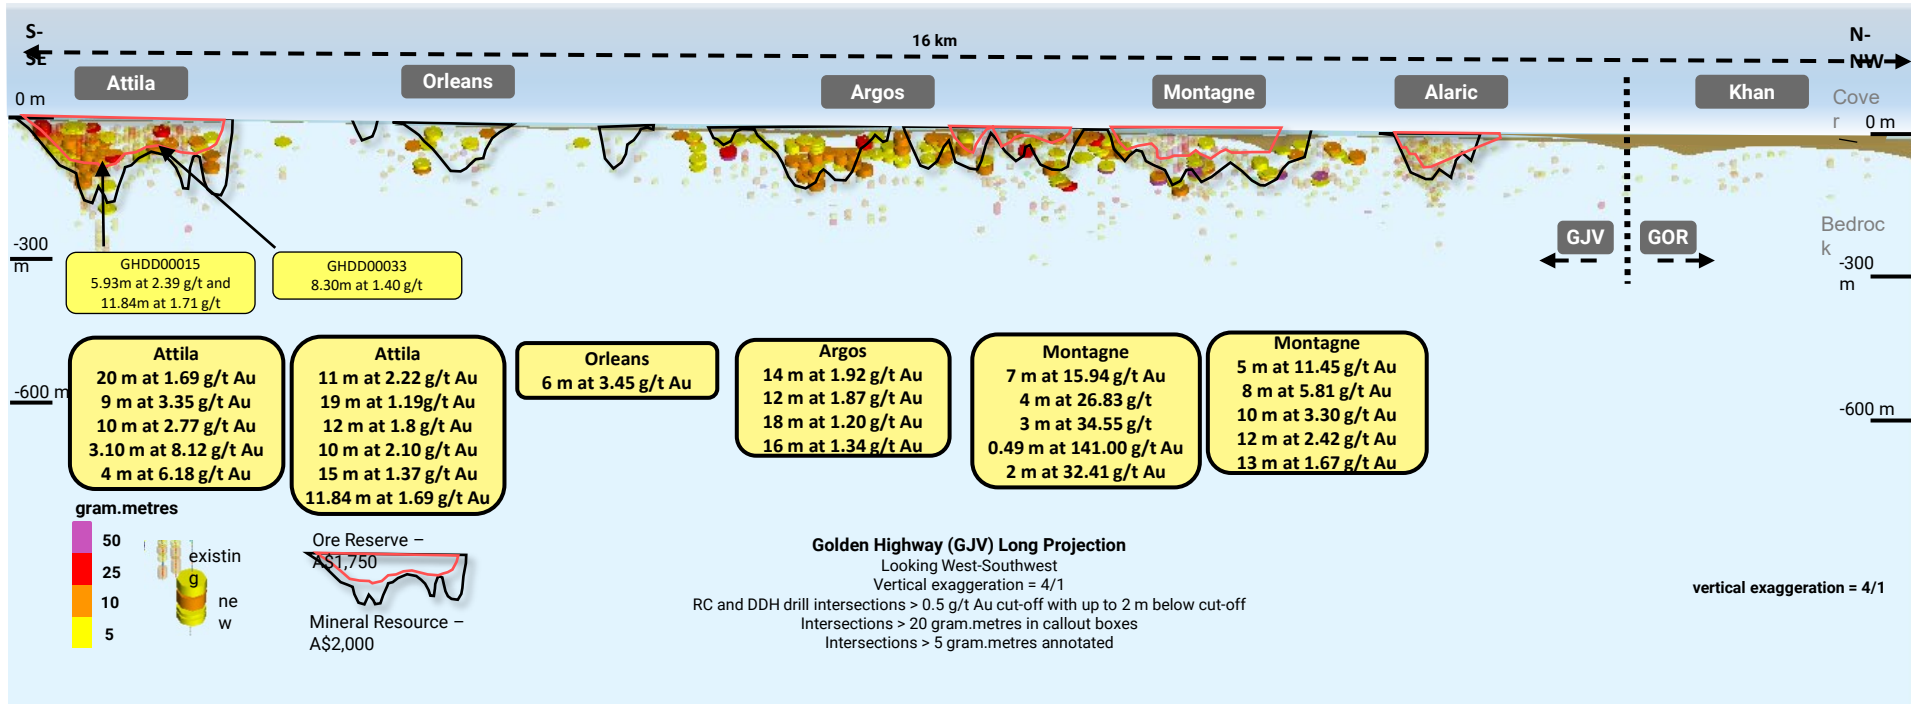 S-
SE
16 km
N-
NW
Attila
Orleans
Argos
Montagne
Alaric
Khan
0 m
Cove
r
0 m
GJV
GOR
Bedroc
k
-300
m
-300
m
GHDD00015
5.93m at 2.39 g/t and
11.84m at 1.71 g/t
GHDD00033
8.30m at 1.40 g/t
-600 m
-600 m
Attila
20 m at 1.69 g/t Au
9 m at 3.35 g/t Au
10 m at 2.77 g/t Au
3.10 m at 8.12 g/t Au
4 m at 6.18 g/t Au
Attila
11 m at 2.22 g/t Au
19 m at 1.19g/t Au
12 m at 1.8 g/t Au
10 m at 2.10 g/t Au
15 m at 1.37 g/t Au
11.84 m at 1.69 g/t Au
Orleans
6 m at 3.45 g/t Au
Argos
14 m at 1.92 g/t Au
12 m at 1.87 g/t Au
18 m at 1.20 g/t Au
16 m at 1.34 g/t Au
Montagne
7 m at 15.94 g/t Au
4 m at 26.83 g/t
3 m at 34.55 g/t
0.49 m at 141.00 g/t Au
2 m at 32.41 g/t Au
Montagne
5 m at 11.45 g/t Au
8 m at 5.81 g/t Au
10 m at 3.30 g/t Au
12 m at 2.42 g/t Au
13 m at 1.67 g/t Au
gram.metres
50
25
10
5
existin
g
ne
w
Ore Reserve –
A$1,750
Mineral Resource –
A$2,000
Golden Highway (GJV) Long Projection
Looking West-Southwest
Vertical exaggeration = 4/1
RC and DDH drill intersections > 0.5 g/t Au cut-off with up to 2 m below cut-off
Intersections > 20 gram.metres in callout boxes
Intersections > 5 gram.metres annotated
vertical exaggeration = 4/1